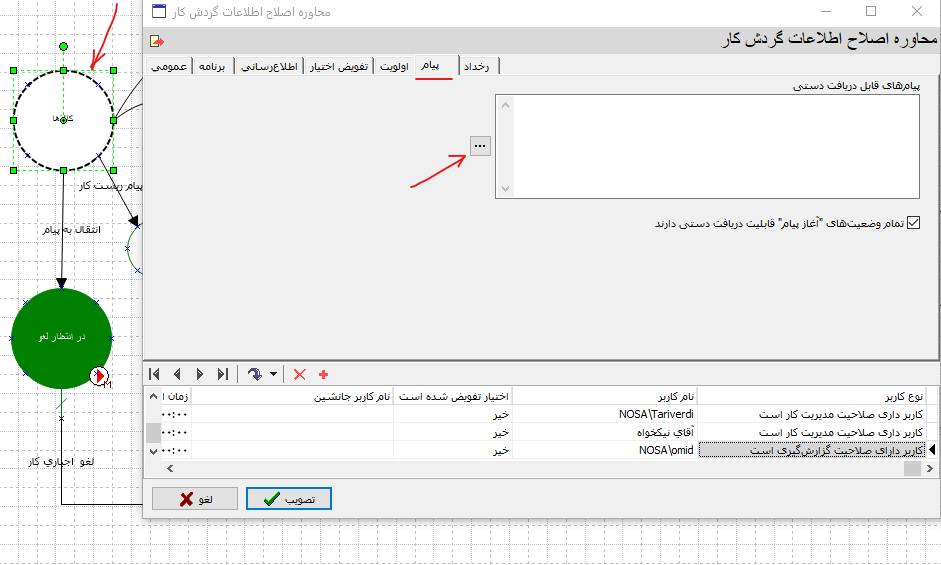 محاوره اصلاح اطلاعات گردش کار
محاوره اصلاح اطلاعات گردش کار
عمومی
برنامه
اطلاع‌رسانی
تفویض اختیار
اولویت
پیام
رخداد
پیام‌های قابل دریافت دستی
...
تمام وضعیت‌های "آغاز پیام" قابلیت دریافت دستی دارند
کارها
پیام ریست کار
انتقال به پیام
در انتظار لغو
M
لغو اجباري کار
نوع کاربر
نام کاربر
اختیار تفویض شده است
نام کاربر جانشین
زمان ا
کاربر داری صلاحیت مدیریت کار است
NOSA\Tariverdi
خیر
۰۰:۰۰
کاربر داری صلاحیت مدیریت کار است
آقاي نیکخواه
خیر
۰۰:۰۰
کاربر دارای صلاحیت گزارش‌گیری است
NOSA\omid
خیر
۰۰:۰۰
تصویب
لغو